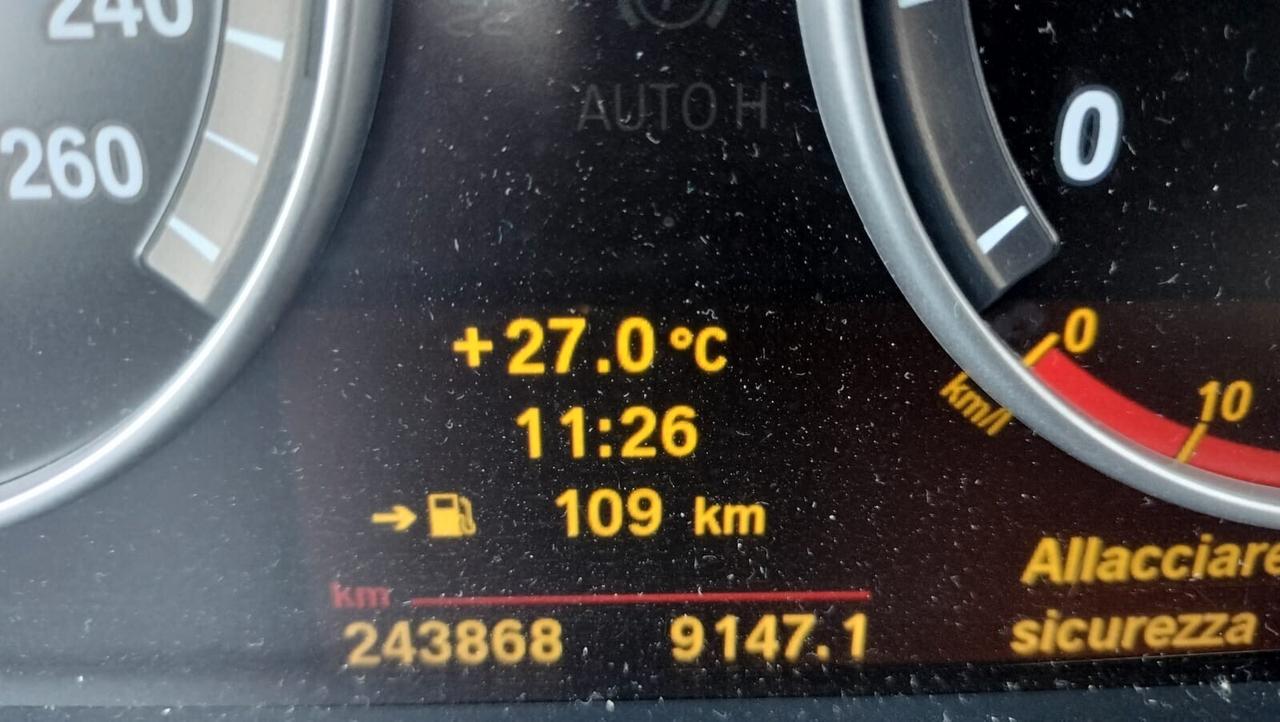 240
260
AUTO H
0
+27.0 °C
11:26
109 km
km
243868 9147.1
0
10
km/l
Allacciare
sicurezza